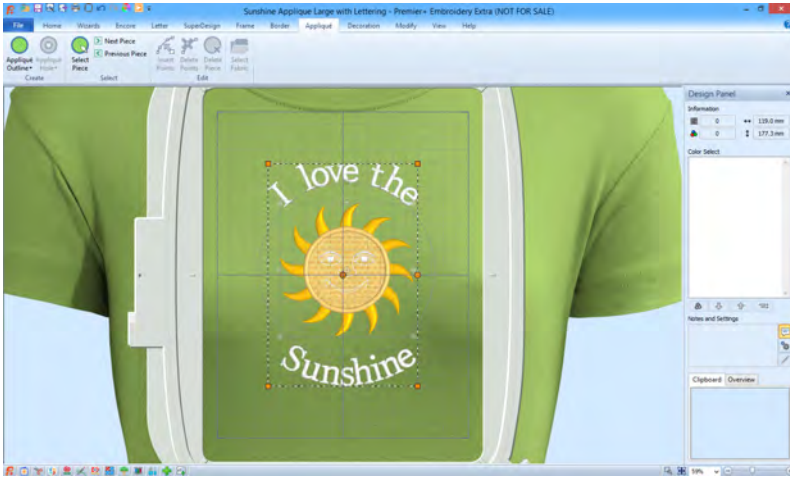 Sunshine Applique Large with Lettering - Premier+ Embroidery Extra (NOT FOR SALE)
File Home Wizards Encore Letter SuperDesign Frame Border Appliqué Decoration Modify View Help
Appliqué Outline
Appliqué Hole
Create
Select Piece
Next Piece
Previous Piece
Select
Insert Points
Delete Points
Delete Piece
Edit
Select Fabric
Design Panel
Information
0 119.0 mm
0 177.3 mm
Color Select
Notes and Settings
Clipboard Overview
I love the
Sunshine
59%